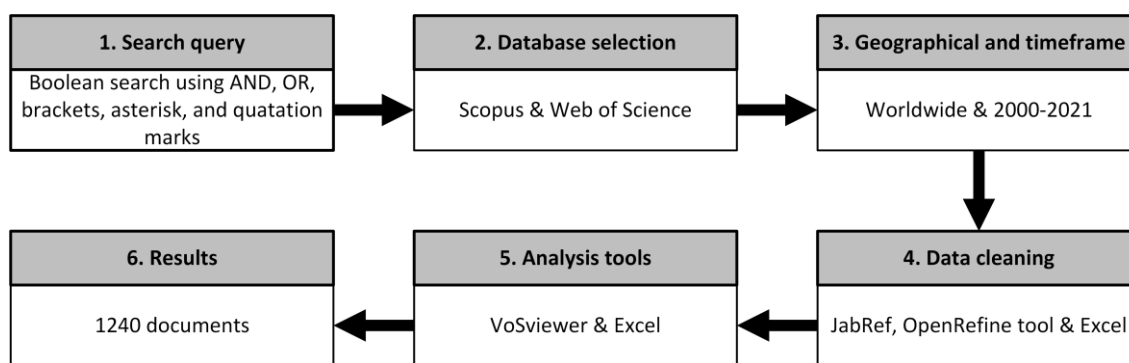 1. Search query
Boolean search using AND, OR,
brackets, asterisk, and quatation
marks
2. Database selection
Scopus & Web of Science
3. Geographical and timeframe
Worldwide & 2000-2021
4. Data cleaning
JabRef, OpenRefine tool & Excel
5. Analysis tools
VoSviewer & Excel
6. Results
1240 documents